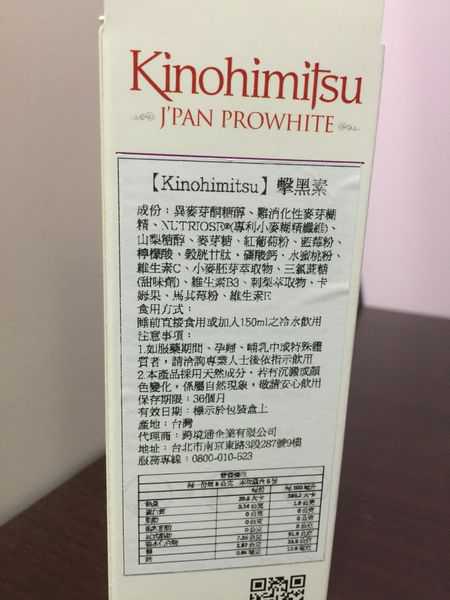 Kinohimitsu
J'PAN PROWHITE
【Kinohimitsu】擊黑素
成份：異麥芽酮糖醇、難消化性麥芽糊
精、NUTRIOSE®(專利小麥糊精纖維)、
山梨糖醇、麥芽糖、紅葡萄粉、藍莓粉、
檸檬酸、穀胱甘肽、磷酸鈣、水蜜桃粉、
維生素C、小麥胚芽萃取物、三氯蔗糖
(甜味劑)、維生素B3、刺梨萃取物、卡
姆果、馬其莓粉、維生素E
食用方式：
睡前直接食用或加入150ml之冷水飲用
注意事項：
1.如服藥期間、孕婦、哺乳中或特殊體
質者，請洽詢專業人士後依指示飲用
2.本產品採用天然成分，若有沉澱或顏
色變化，係屬自然現象，敬請安心飲用
保存期限：36個月
有效日期：標示於包裝盒上
產地：台灣
代理商：跨境通企業有限公司
地址：台北市南京東路3段287號9樓
服務專線：0800-010-523
營養標示